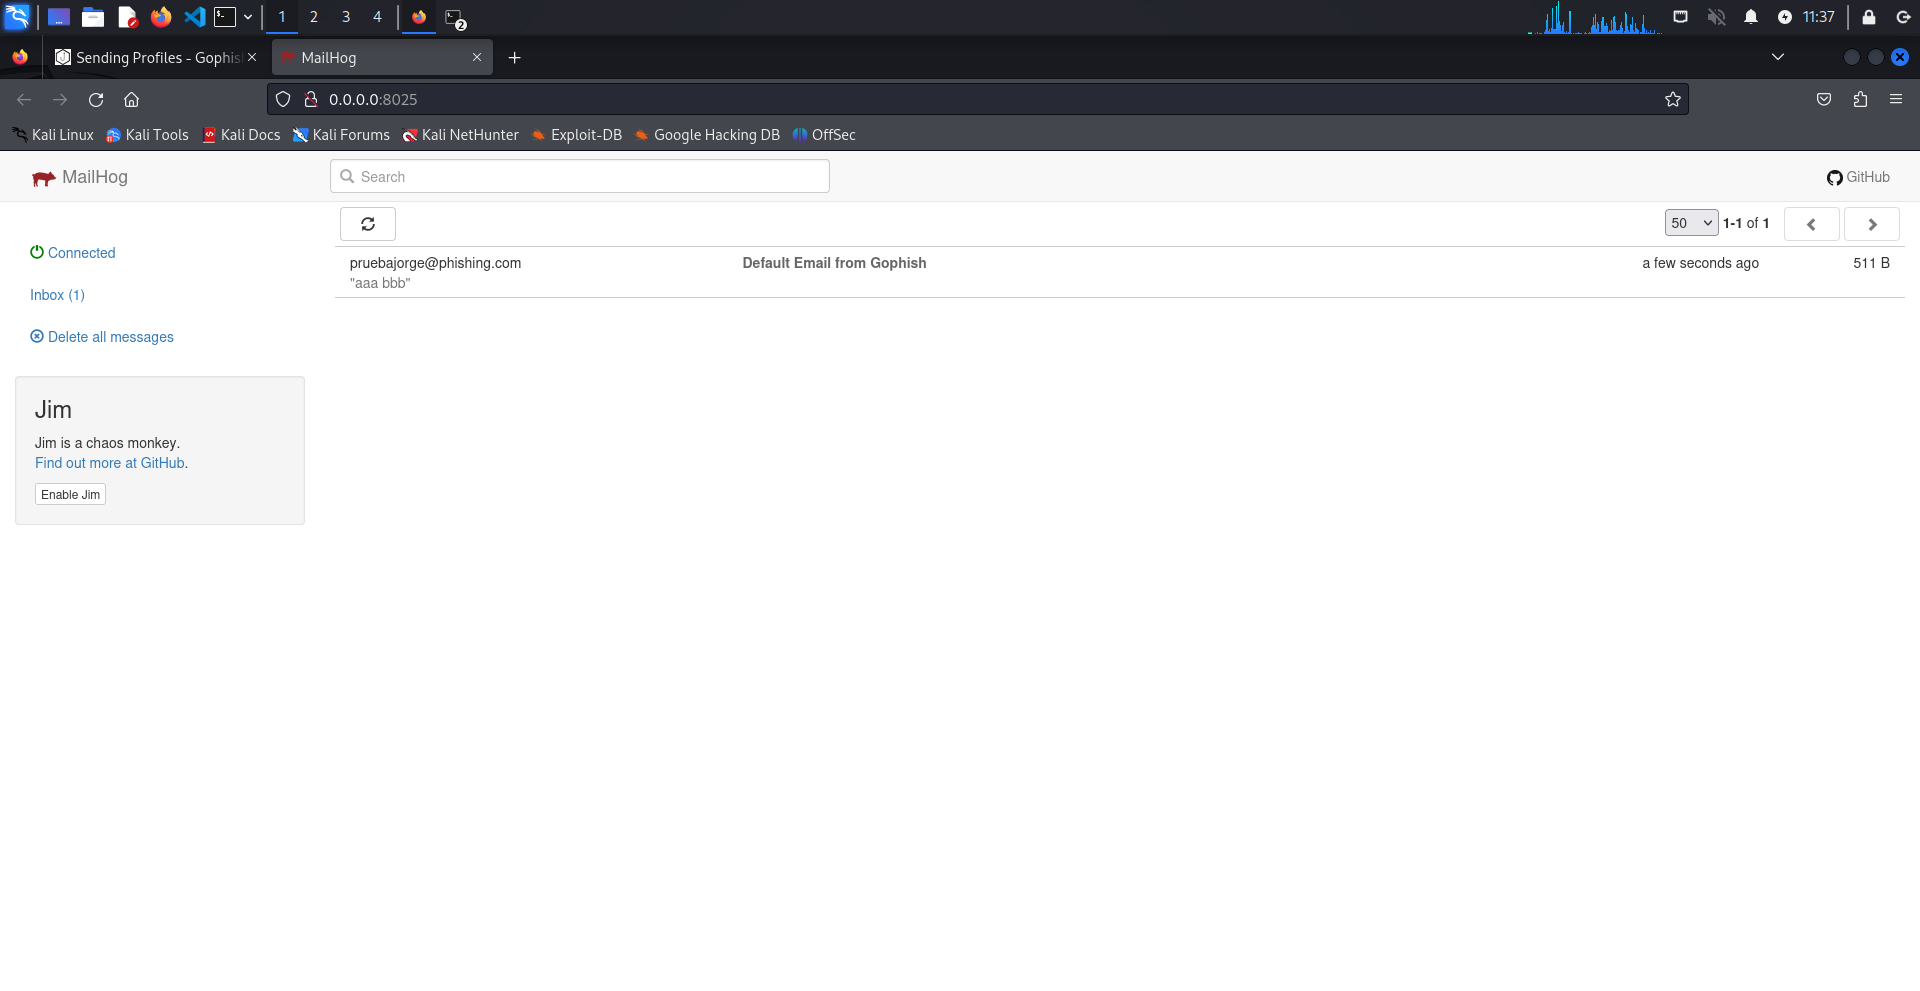 1 2 3 4 2 11:37
Sending Profiles - Gophis MailHog
0.0.0.0:8025
Kali Linux Kali Tools Kali Docs Kali Forums Kali NetHunter Exploit-DB Google Hacking DB OffSec
MailHog Search GitHub
50 1-1 of 1
Connected
Inbox (1)
Delete all messages
pruebajorge@phishing.com Default Email from Gophish a few seconds ago 511 B
"aaa bbb"
Jim
Jim is a chaos monkey.
Find out more at GitHub.
Enable Jim